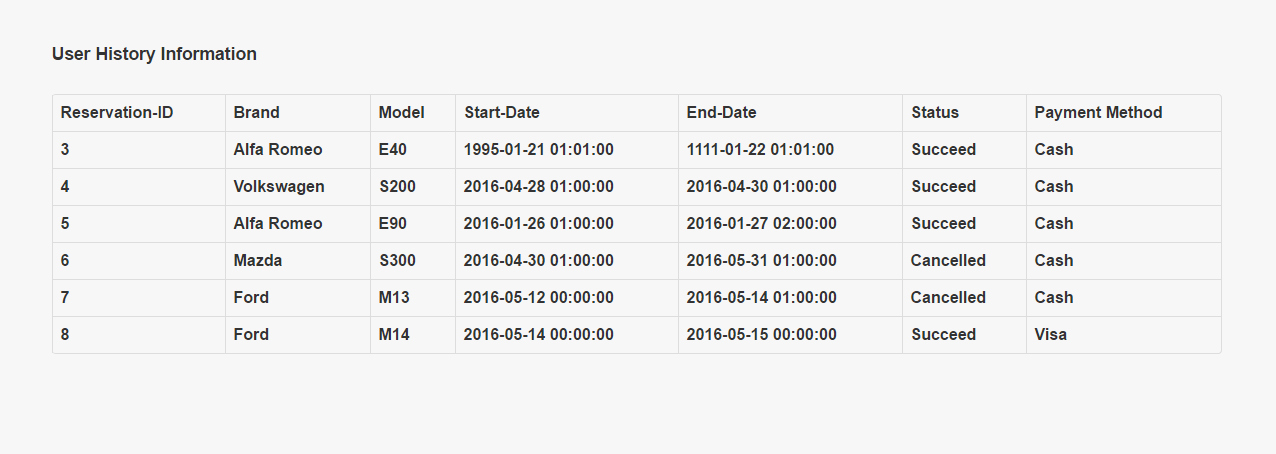 User History Information
Reservation-ID Brand Model Start-Date End-Date Status Payment Method
3 Alfa Romeo E40 1995-01-21 01:01:00 1111-01-22 01:01:00 Succeed Cash
4 Volkswagen S200 2016-04-28 01:00:00 2016-04-30 01:00:00 Succeed Cash
5 Alfa Romeo E90 2016-01-26 01:00:00 2016-01-27 02:00:00 Succeed Cash
6 Mazda S300 2016-04-30 01:00:00 2016-05-31 01:00:00 Cancelled Cash
7 Ford M13 2016-05-12 00:00:00 2016-05-14 01:00:00 Cancelled Cash
8 Ford M14 2016-05-14 00:00:00 2016-05-15 00:00:00 Succeed Visa